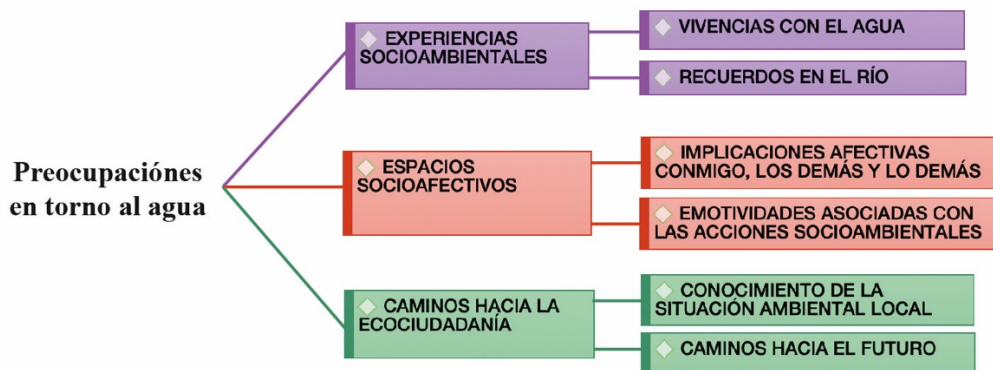 Preocupaciónes
en torno al agua
EXPERIENCIAS
SOCIOAMBIENTALES
VIVENCIAS CON EL AGUA
RECUERDOS EN EL RÍO
ESPACIOS
SOCIOAFECTIVOS
IMPLICACIONES AFECTIVAS
CONMIGO, LOS DEMÁS Y LO DEMÁS
EMOTIVIDADES ASOCIADAS CON
LAS ACCIONES SOCIOAMBIENTALES
CAMINOS HACIA LA
ECOCIUDADANÍA
CONOCIMIENTO DE LA
SITUACIÓN AMBIENTAL LOCAL
CAMINOS HACIA EL FUTURO